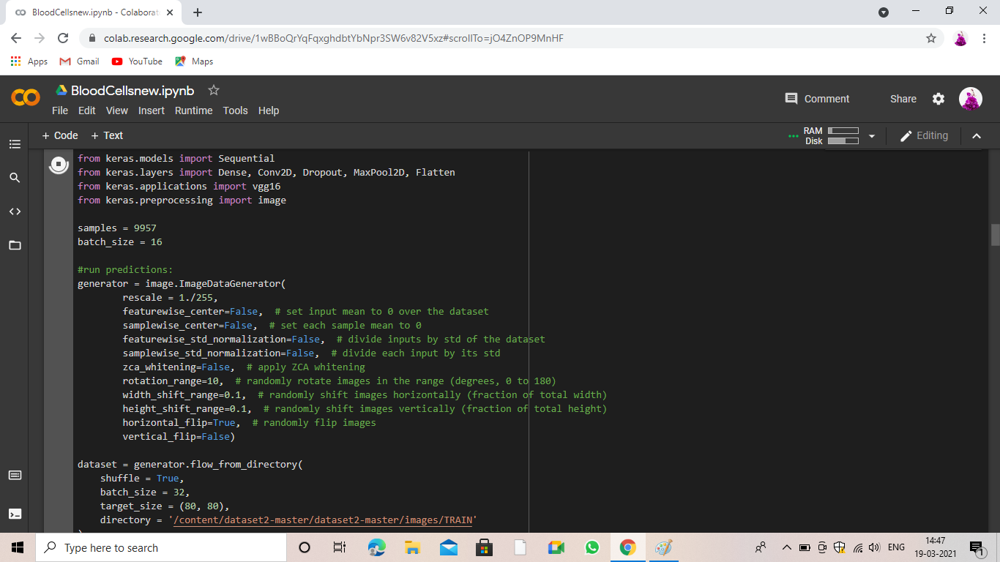 BloodCellsnew.ipynb - Colaborat
colab.research.google.com/drive/1wBBoQrYqFqxghdbtYbNpr3SW6v82V5xz#scrollTo=jO4ZnOP9MnHF
Apps Gmail YouTube Maps
BloodCellsnew.ipynb
Comment Share
File Edit View Insert Runtime Tools Help
+ Code + Text
RAM
Disk
Editing
from keras.models import Sequential
from keras.layers import Dense, Conv2D, Dropout, MaxPool2D, Flatten
from keras.applications import vgg16
from keras.preprocessing import image
samples = 9957
batch_size = 16
#run predictions:
generator = image.ImageDataGenerator(
rescale = 1./255,
featurewise_center=False,  # set input mean to 0 over the dataset
samplewise_center=False,  # set each sample mean to 0
featurewise_std_normalization=False,  # divide inputs by std of the dataset
samplewise_std_normalization=False,  # divide each input by its std
zca_whitening=False,  # apply ZCA whitening
rotation_range=10,  # randomly rotate images in the range (degrees, 0 to 180)
width_shift_range=0.1,  # randomly shift images horizontally (fraction of total width)
height_shift_range=0.1,  # randomly shift images vertically (fraction of total height)
horizontal_flip=True,  # randomly flip images
vertical_flip=False)
dataset = generator.flow_from_directory(
shuffle = True,
batch_size = 32,
target_size = (80, 80),
directory = '/content/dataset2-master/dataset2-master/images/TRAIN'
Type here to search
ENG
14:47
19-03-2021
1